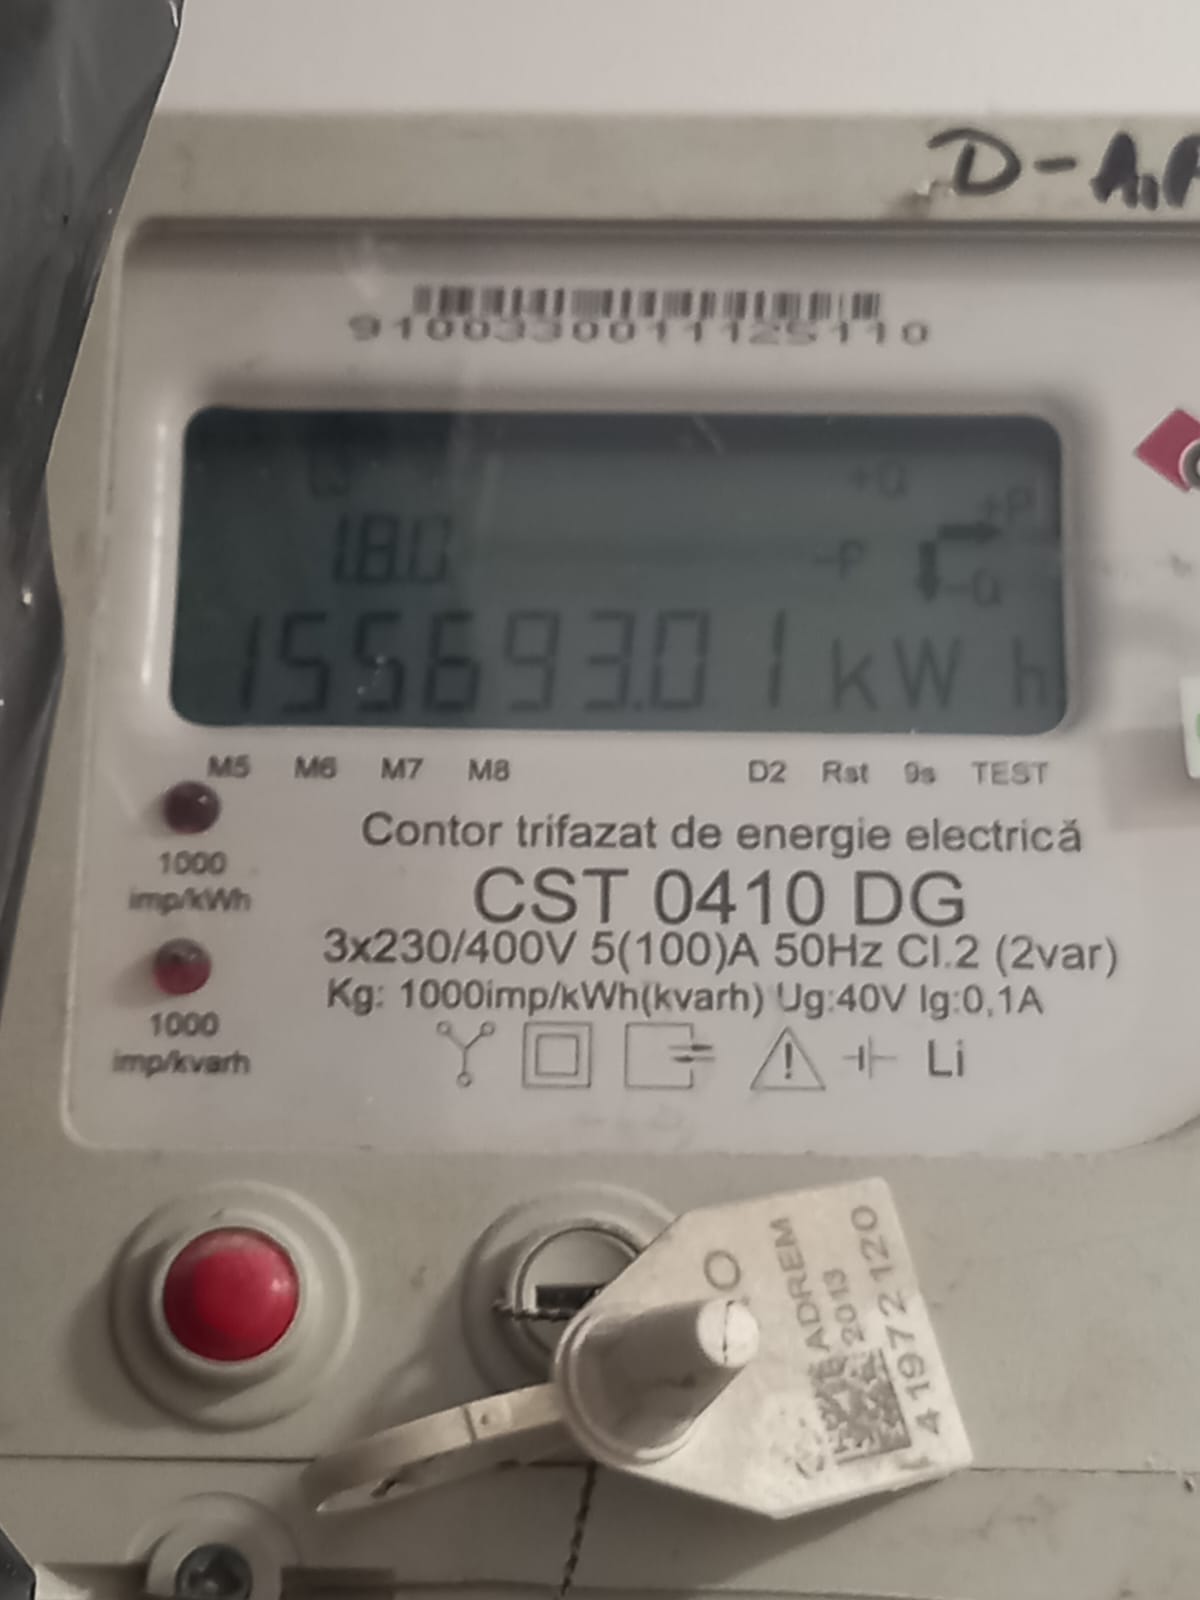 D-A.
9100330011125110
+Q
+P
1.8.0
-P
-Q
155693.01 kWh
M5 M6 M7 M8 D2 Rst 9s TEST
Contor trifazat de energie electrică
1000
imp/kWh
CST 0410 DG
3x230/400V 5(100)A 50Hz Cl.2 (2var)
Kg: 1000imp/kWh(kvarh) Ug:40V Ig:0,1A
1000
imp/kvarh
Li
ADREM
2013
41972120